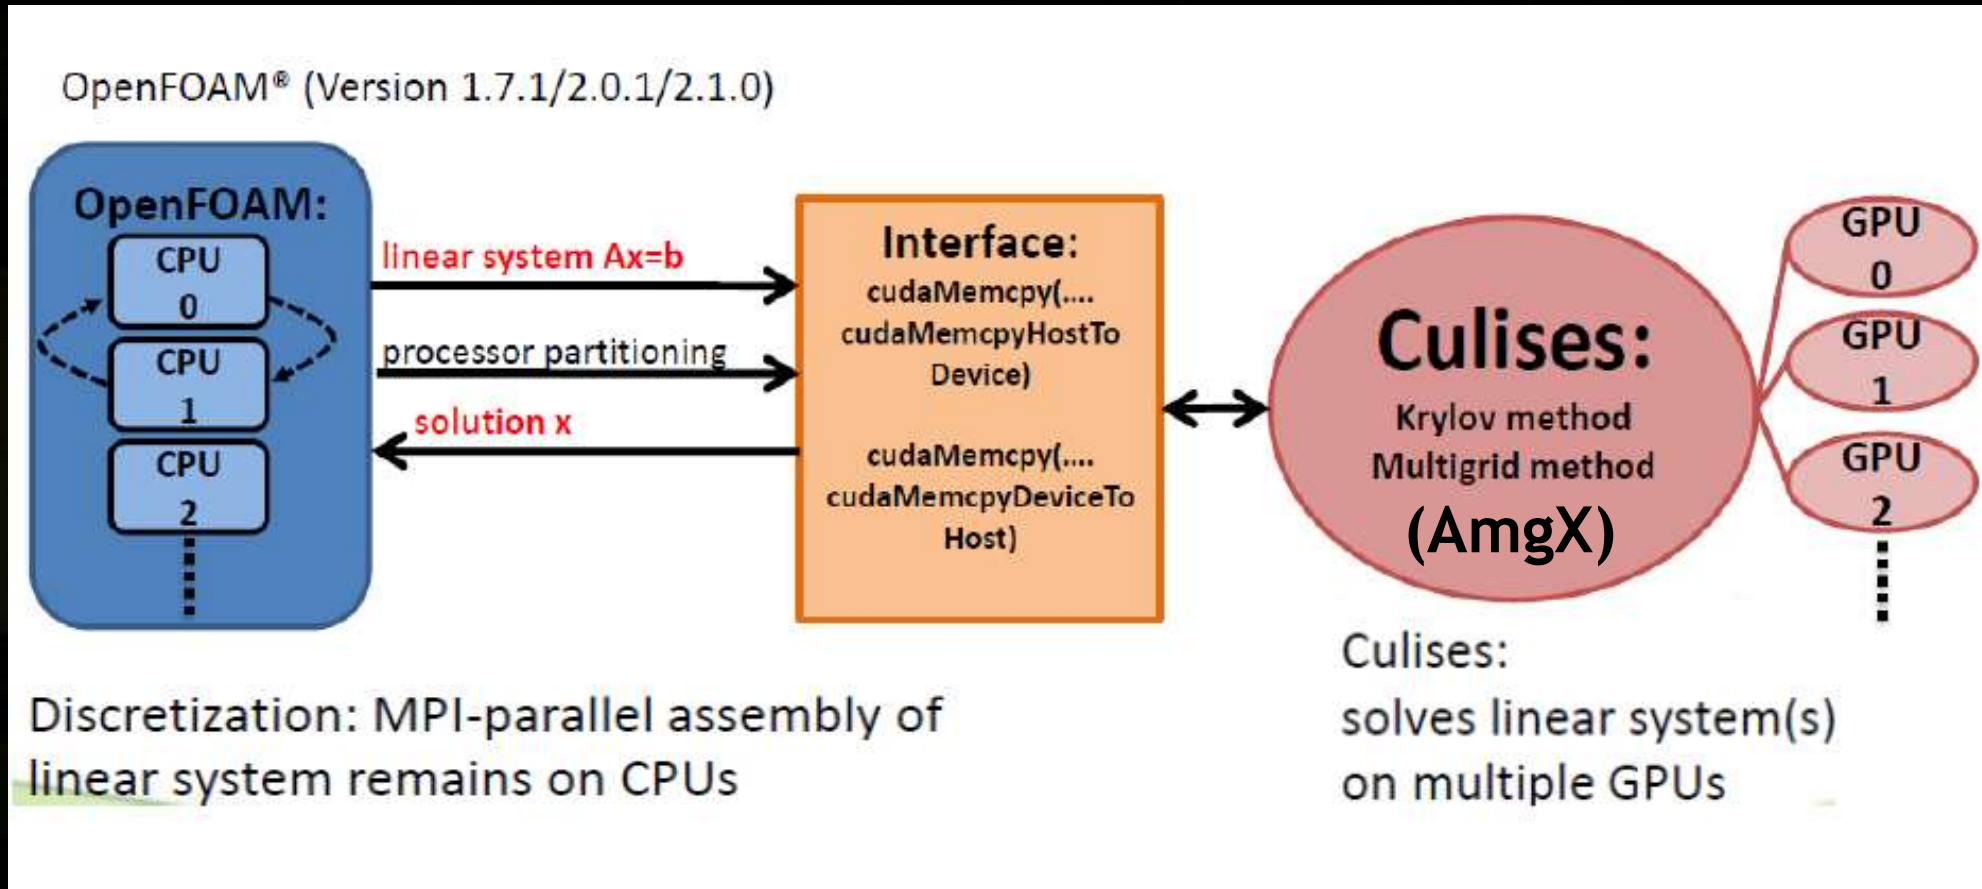 OpenFOAM® (Version 1.7.1/2.0.1/2.1.0)
OpenFOAM:
CPU
0
CPU
1
CPU
2
linear system Ax=b
processor partitioning
solution x
Interface:
cudaMemcpy(....
cudaMemcpyHostTo
Device)
cudaMemcpy(....
cudaMemcpyDeviceTo
Host)
Culises:
Krylov method
Multigrid method
(AmgX)
GPU
0
GPU
1
GPU
2
Discretization: MPI-parallel assembly of
linear system remains on CPUs
Culises:
solves linear system(s)
on multiple GPUs